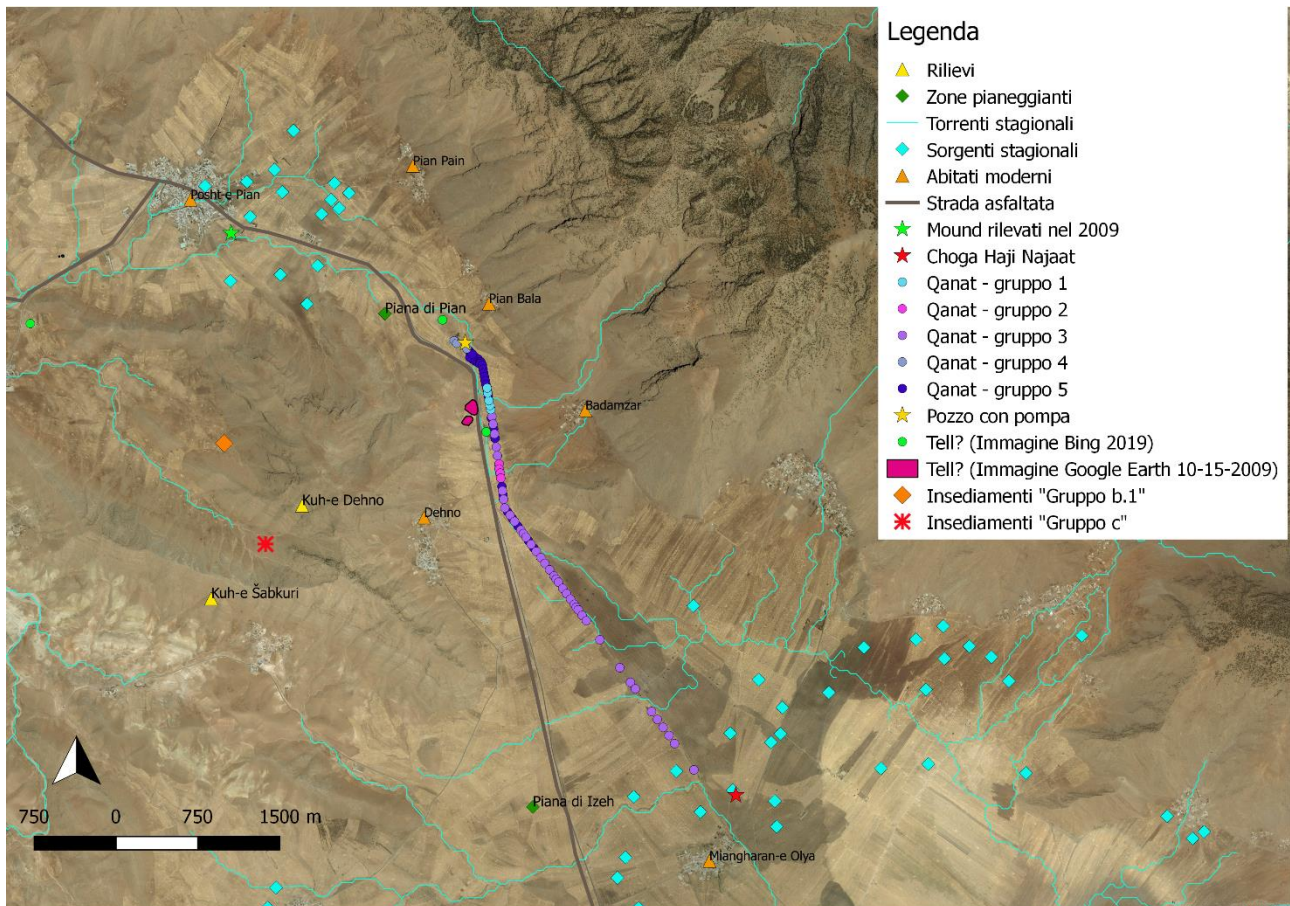 Legenda
Rilievi
Zone pianeggianti
Torrenti stagionali
Sorgenti stagionali
Abitati moderni
Strada asfaltata
Mound rilevati nel 2009
Choga Haji Najaat
Qanat - gruppo 1
Qanat - gruppo 2
Qanat - gruppo 3
Qanat - gruppo 4
Qanat - gruppo 5
Pozzo con pompa
Tell? (Immagine Bing 2019)
Tell? (Immagine Google Earth 10-15-2009)
Insediamenti "Gruppo b.1"
Insediamenti "Gruppo c"
Pian Pain
Posht-e Pian
Pian Bala
Piana di Pian
Badamzar
Kuh-e Dehno
Dehno
Kuh-e Šabkuri
Piana di Izeh
Miangharan-e Olya
750 0 750 1500 m